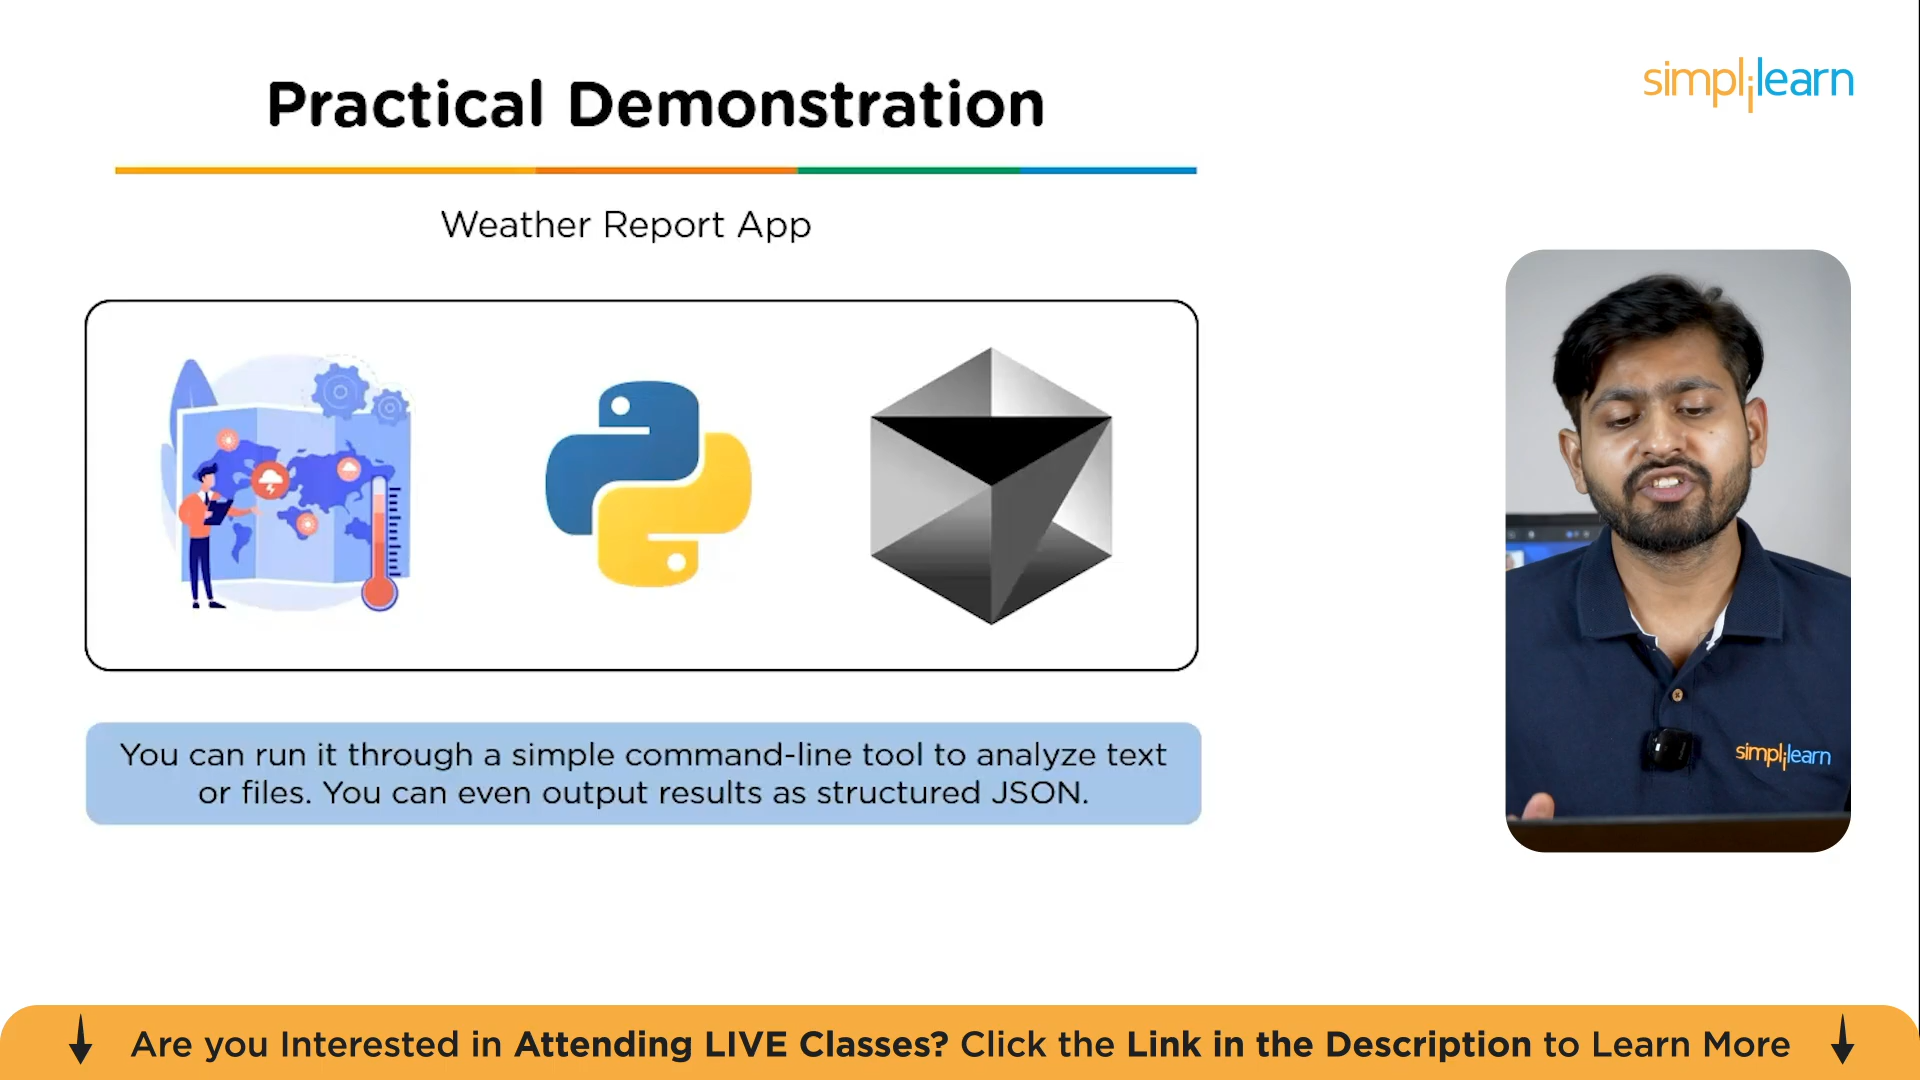 Practical Demonstration
simplilearn
Weather Report App
You can run it through a simple command-line tool to analyze text
or files. You can even output results as structured JSON.
simplilearn
Are you Interested in Attending LIVE Classes? Click the Link in the Description to Learn More